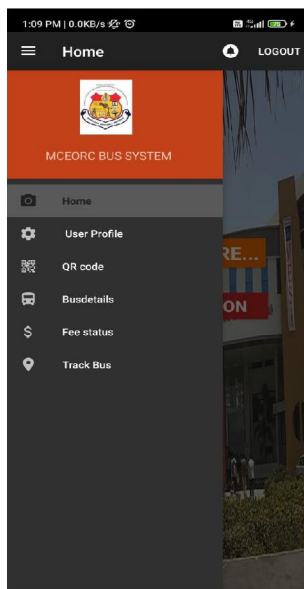 1:09 PM | 0.0KB/s
Home
LOGOUT
MCEORC BUS SYSTEM
Home
User Profile
QR code
Busdetails
Fee status
Track Bus
RE...
ON